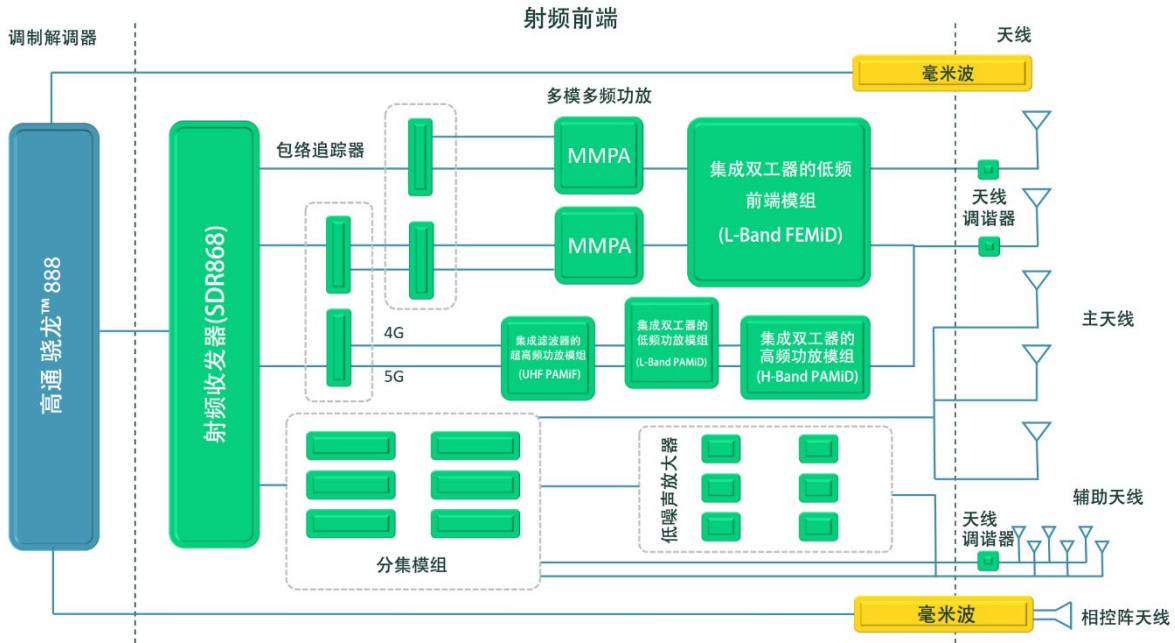 射频前端
调制解调器
天线
毫米波
多模多频功放
包络追踪器
MMPA
集成双工器的低频
前端模组
(L-Band FEMiD)
天线
调谐器
MMPA
高通 骁龙™ 888
射频收发器(SDR868)
4G
5G
集成滤波器的
超高频功放模组
(UHF PAMiF)
集成双工器的
低频功放模组
(L-Band PAMiD)
集成双工器的
高频功放模组
(H-Band PAMiD)
主天线
低噪声放大器
分集模组
辅助天线
天线
调谐器
毫米波
相控阵天线